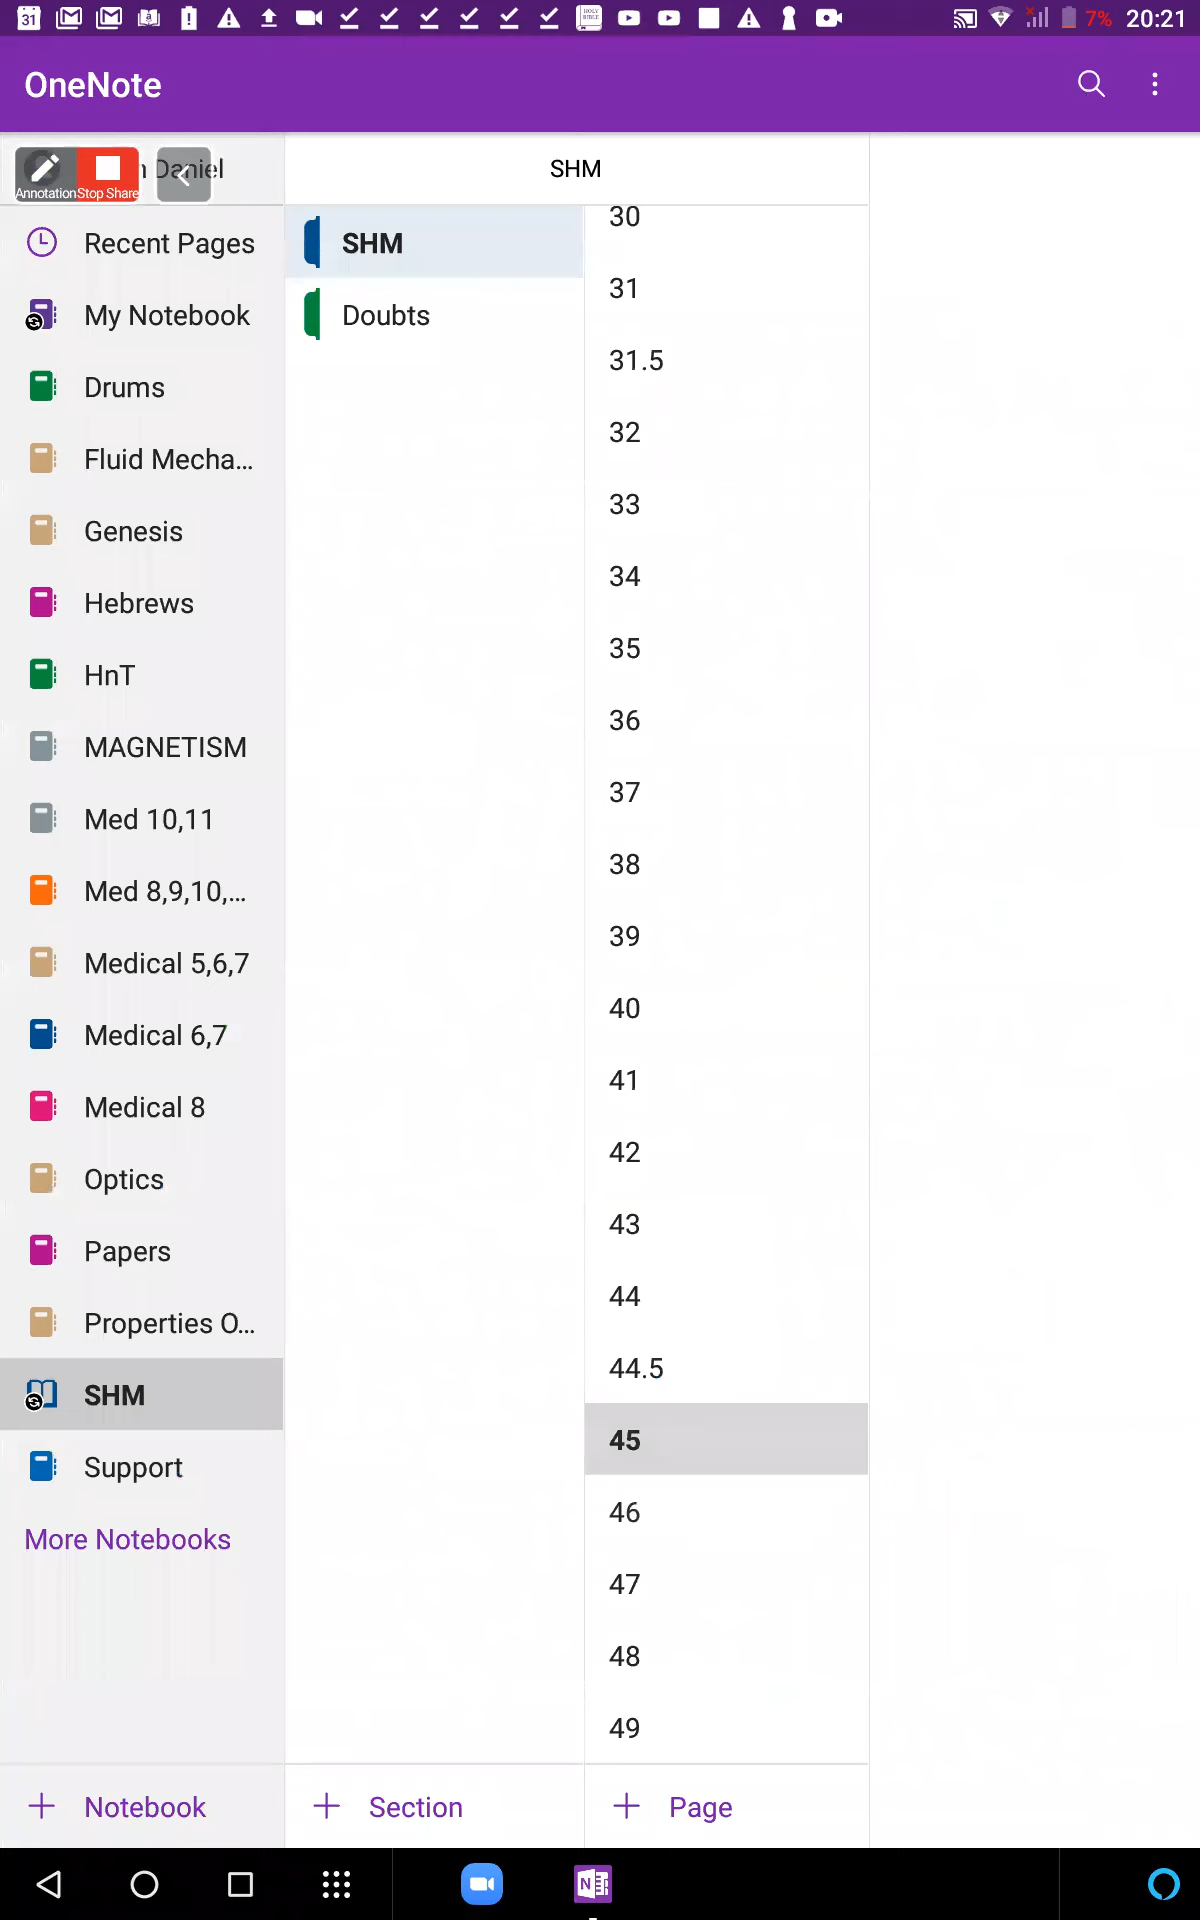 31
7%
20:21
OneNote
Daniel
SHM
Annotation
Stop Share
Recent Pages
My Notebook
Drums
Fluid Mecha...
Genesis
Hebrews
HnT
MAGNETISM
Med 10,11
Med 8,9,10,...
Medical 5,6,7
Medical 6,7
Medical 8
Optics
Papers
Properties O...
SHM
Support
More Notebooks
Notebook
SHM
Doubts
Section
30
31
31.5
32
33
34
35
36
37
38
39
40
41
42
43
44
44.5
45
46
47
48
49
Page